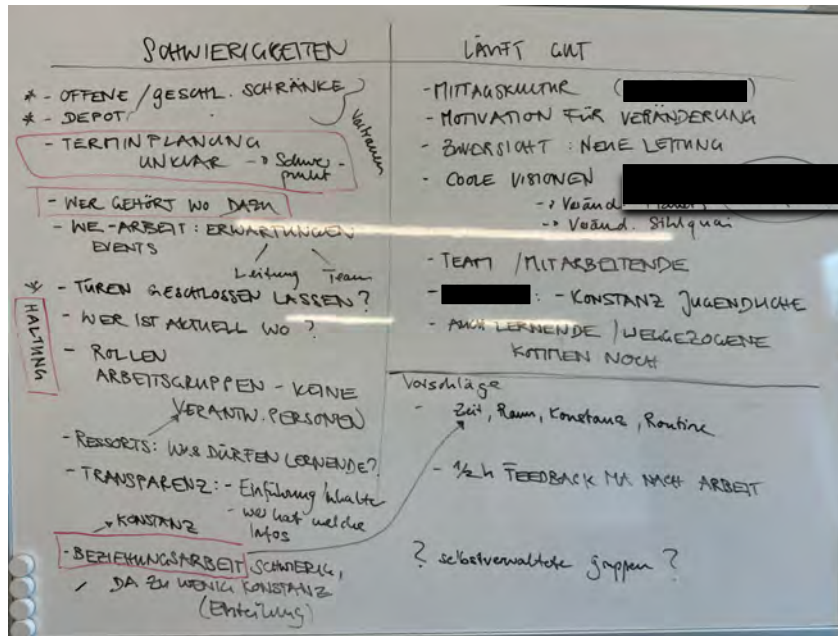 SCHWIERIGKEITEN
* - OFFENE / GESCHL. SCHRÄNKE
* - DEPOT
Vertrauen
- TERMINPLANUNG
UNKLAR -> Schwer-
punkt
- WER GEHÖRT WO DAZU
- WE-ARBEIT: ERWARTUNGEN
EVENTS
Leitung Team
* - TÜREN GESCHLOSSEN LASSEN?
HALTUNG
- WER IST AKTUELL WO?
- ROLLEN
ARBEITSGRUPPEN - KEINE
VERANTW. PERSONEN
- RESSORTS: WAS DÜRFEN LERNENDE?
- TRANSPARENZ: - Einführung/Inhalte
- wer hat welche
Infos
KONSTANZ
- BEZIEHUNGSARBEIT SCHWIERIG,
DA ZU WENIG KONSTANZ
(Einteilung)
LÄUFT GUT
- MITTAGSKULTUR ( )
- MOTIVATION FÜR VERÄNDERUNG
- ZUVERSICHT: NEUE LEITUNG
- COOLE VISIONEN
-> Veränd.
-> Veränd. Sihlquai
- TEAM / MITARBEITENDE
- : - KONSTANZ JUGENDLICHE
- AUCH LERNENDE / WEGGEZOGENE
KOMMEN NOCH
Vorschläge
- Zeit, Raum, Konstanz, Routine
- 1/2 h FEEDBACK MA NACH ARBEIT
? selbstverwaltete gruppen ?